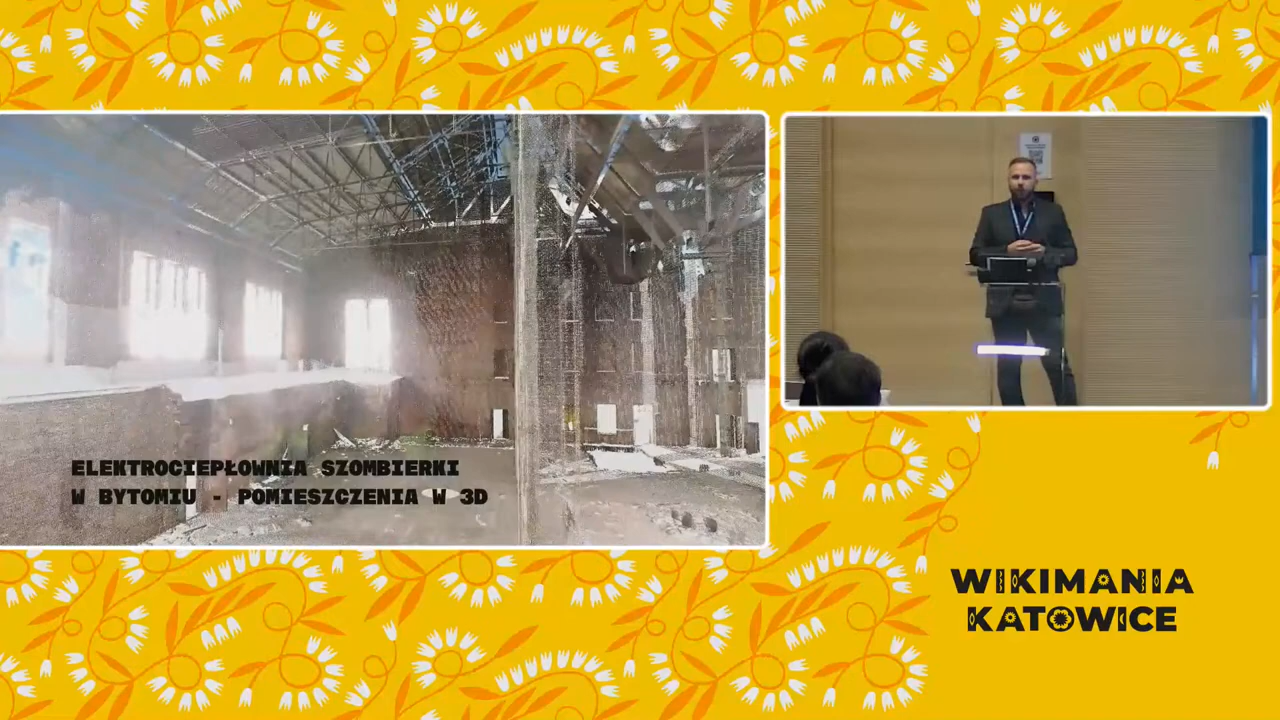 ELEKTROCIEPŁOWNIA SZOMBIERKI
W BYTOMIU - POMIESZCZENIA W 3D
WIKIMANIA
KATOWICE